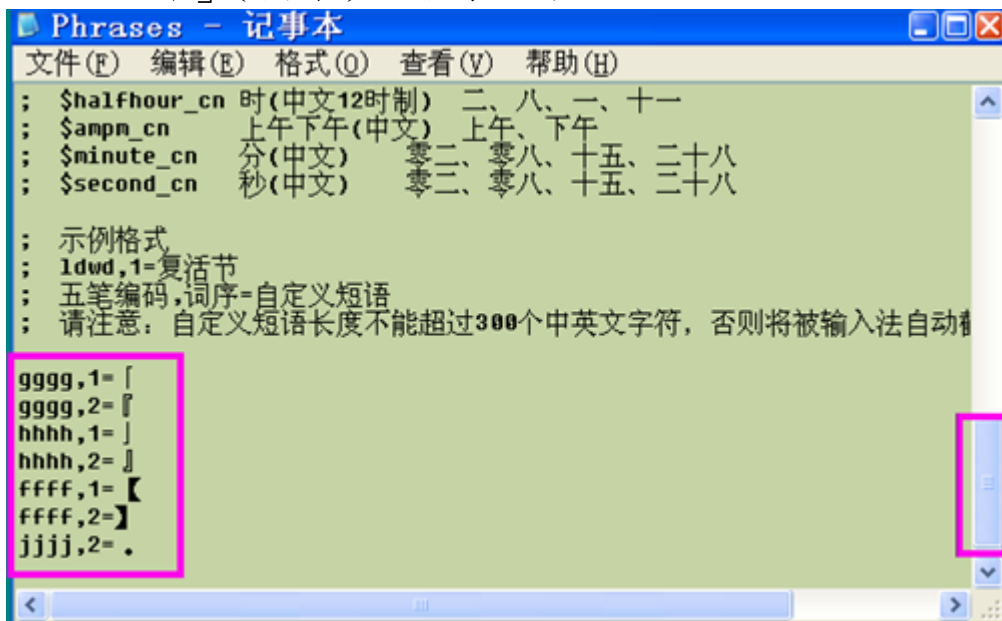 Phrases - 记事本
文件(F) 编辑(E) 格式(O) 查看(V) 帮助(H)
; $halfhour_cn 时(中文12时制) 二、八、一、十一
; $ampm_cn 上午下午(中文) 上午、下午
; $minute_cn 分(中文) 零二、零八、十五、二十八
; $second_cn 秒(中文) 零二、零八、十五、二十八
; 示例格式
; ldwd,1=复活节
; 五笔编码,词序=自定义短语
; 请注意：自定义短语长度不能超过300个中英文字符，否则将被输入法自动
gggg,1=「
gggg,2=『
hhhh,1=」
hhhh,2=』
ffff,1=【
ffff,2=】
jjjj,2=.